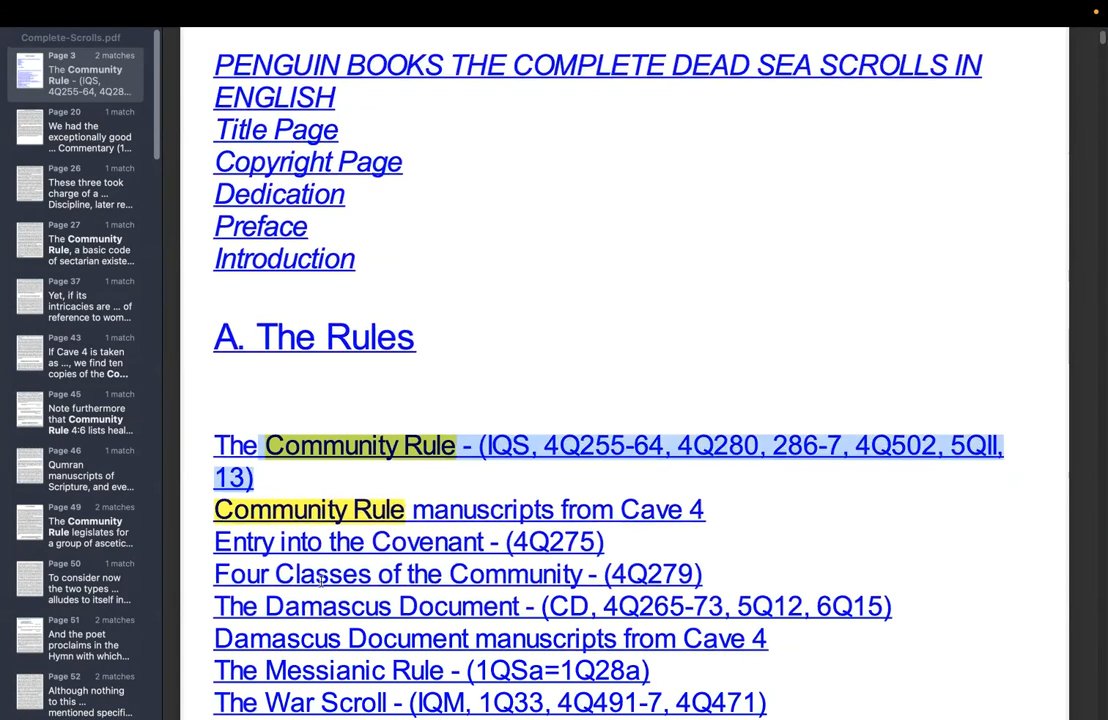 Complete-Scrolls.pdf
Page 3 2 matches
The Community
Rule - (IQS,
4Q255-64, 4Q28...
Page 20 1 match
We had the
exceptionally good
... Commentary (1...
Page 26 1 match
These three took
charge of a ...
Discipline, later re...
Page 27 1 match
The Community
Rule, a basic code
of sectarian existe...
Page 37 1 match
Yet, if its
intricacies are ... of
reference to wom...
Page 43 1 match
If Cave 4 is taken
as ..., we find ten
copies of the Co...
Page 45 1 match
Note furthermore
that Community
Rule 4:6 lists heal...
Page 46 1 match
Qumran
manuscripts of
Scripture, and eve...
Page 49 2 matches
The Community
Rule legislates for
a group of ascetic...
Page 50 1 match
To consider now
the two types ...
alludes to itself in...
Page 51 2 matches
And the poet
proclaims in the
Hymn with which...
Page 52 2 matches
Although nothing
to this ...
mentioned specifi...
PENGUIN BOOKS THE COMPLETE DEAD SEA SCROLLS IN
ENGLISH
Title Page
Copyright Page
Dedication
Preface
Introduction
A. The Rules
The Community Rule - (IQS, 4Q255-64, 4Q280, 286-7, 4Q502, 5QII,
13)
Community Rule manuscripts from Cave 4
Entry into the Covenant - (4Q275)
Four Classes of the Community - (4Q279)
The Damascus Document - (CD, 4Q265-73, 5Q12, 6Q15)
Damascus Document manuscripts from Cave 4
The Messianic Rule - (1QSa=1Q28a)
The War Scroll - (IQM, 1Q33, 4Q491-7, 4Q471)